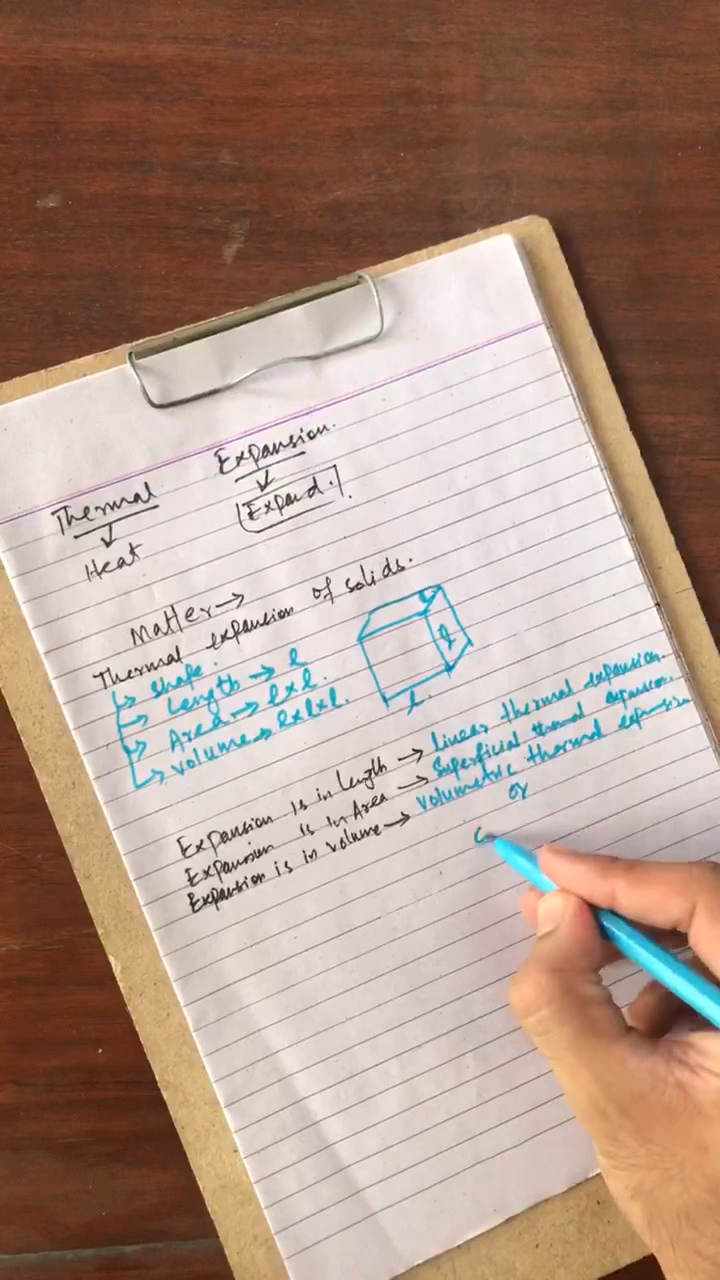 Thermal Expansion.
Heat Expand.
Matter→
Thermal expansion of solids.
shape.
Length → l
Area → l×l.
volume → l×l×l.
l
l
l
Expansion is in Length → linear thermal expansion
Expansion is in Area → Superficial thermal expansion
Expansion is in volume → volumetric thermal expansion
or
C